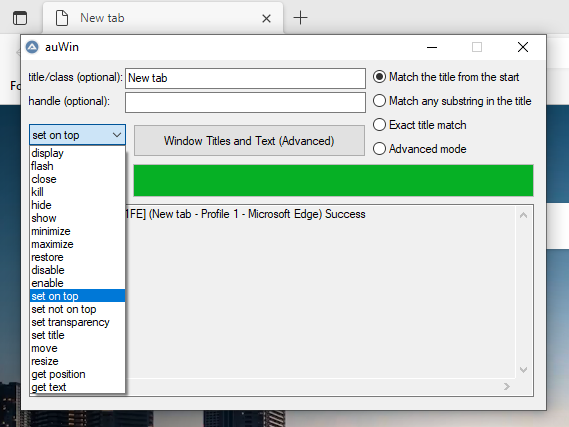 New tab
auWin
title/class (optional): New tab
handle (optional):
Match the title from the start
Match any substring in the title
Exact title match
Advanced mode
set on top
Window Titles and Text (Advanced)
display
flash
close
kill
hide
show
minimize
maximize
restore
disable
enable
set on top
set not on top
set transparency
set title
move
resize
get position
get text
1FE] (New tab - Profile 1 - Microsoft Edge) Success